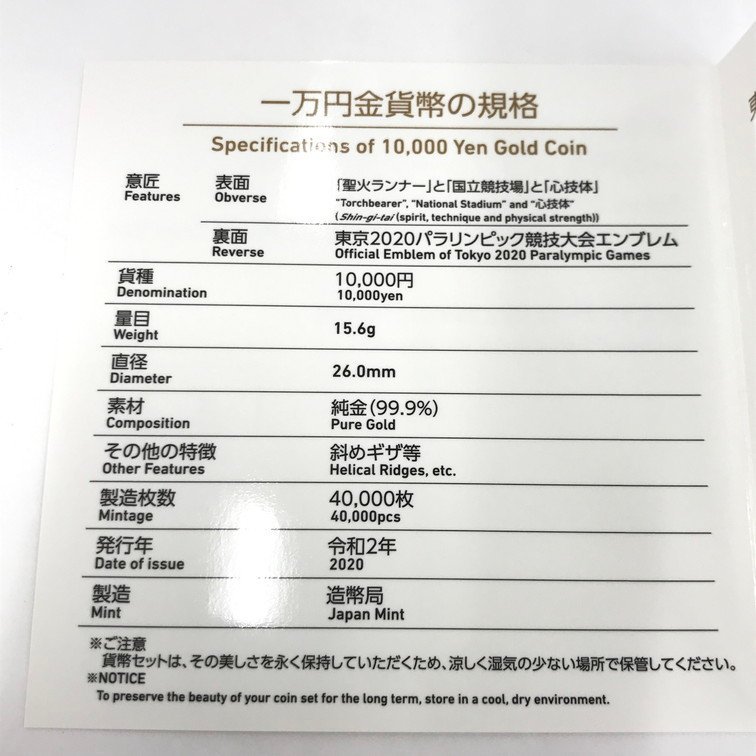 一万円金貨幣の規格
Specifications of 10,000 Yen Gold Coin
意匠 表面 「聖火ランナー」と「国立競技場」と「心技体」
Features Obverse "Torchbearer", "National Stadium" and "心技体"
(Shin-gi-tai (spirit, technique and physical strength))
裏面 東京2020パラリンピック競技大会エンブレム
Reverse Official Emblem of Tokyo 2020 Paralympic Games
貨種 10,000円
Denomination 10,000yen
量目
Weight 15.6g
直径
Diameter 26.0mm
素材 純金(99.9%)
Composition Pure Gold
その他の特徴 斜めギザ等
Other Features Helical Ridges, etc.
製造枚数 40,000枚
Mintage 40,000pcs
発行年 令和2年
Date of issue 2020
製造 造幣局
Mint Japan Mint
※ご注意
貨幣セットは、その美しさを永く保持していただくため、涼しく湿気の少ない場所で保管してください。
※NOTICE
To preserve the beauty of your coin set for the long term, store in a cool, dry environment.